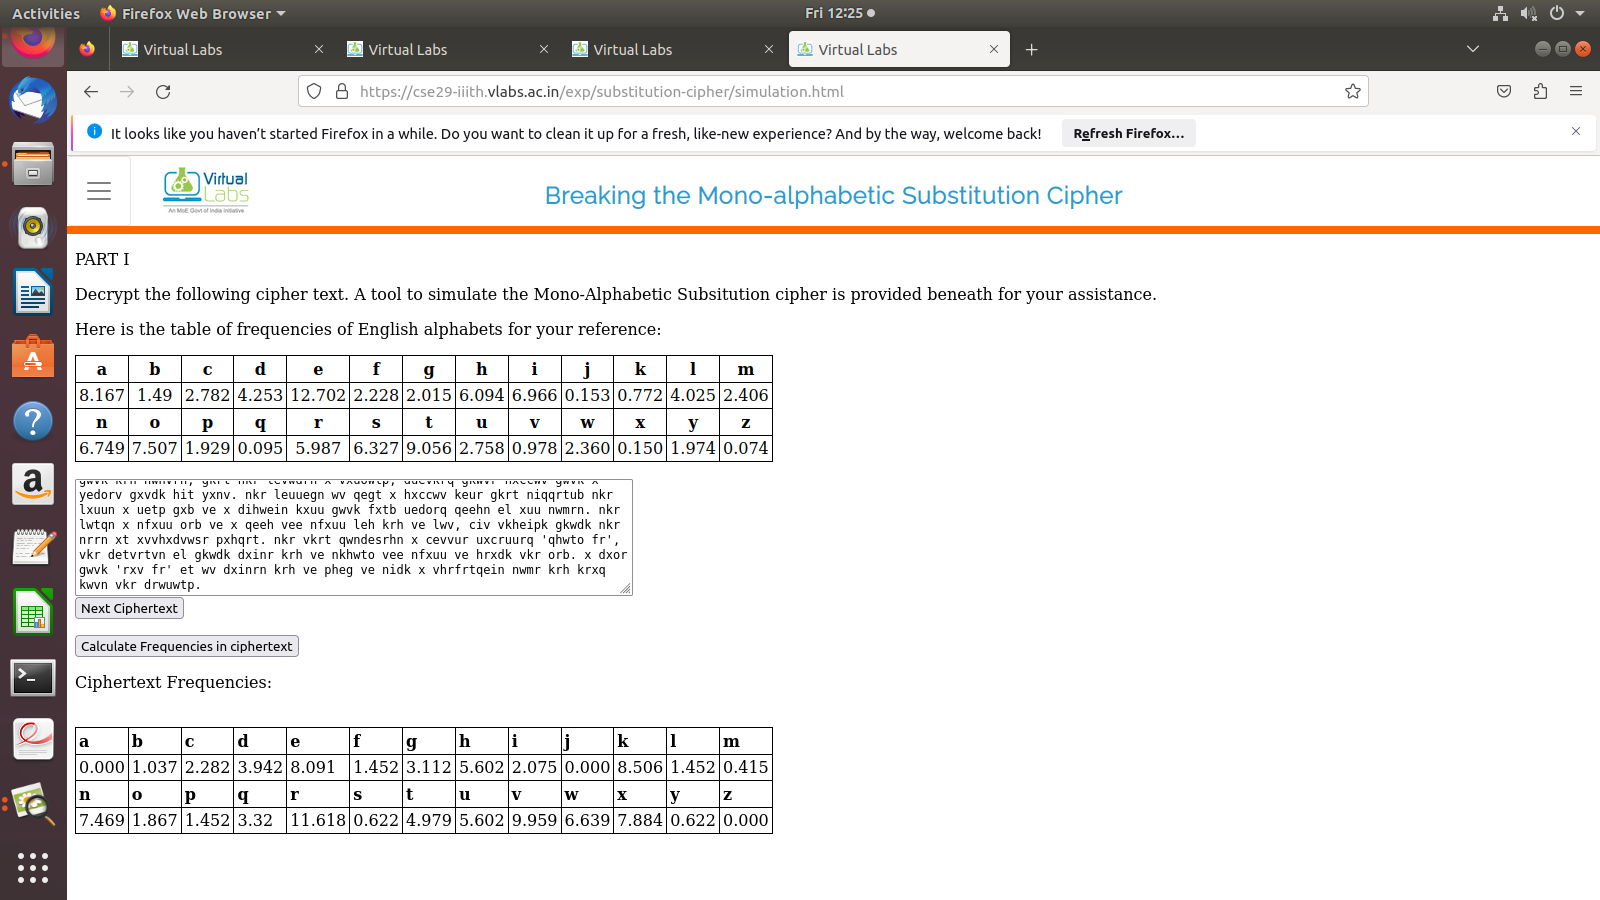 Activities Firefox Web Browser Fri 12:25
Virtual Labs Virtual Labs Virtual Labs Virtual Labs
https://cse29-iiith.vlabs.ac.in/exp/substitution-cipher/simulation.html
It looks like you haven’t started Firefox in a while. Do you want to clean it up for a fresh, like-new experience? And by the way, welcome back! Refresh Firefox...
Virtual
Labs
An MoE Govt of India Initiative
Breaking the Mono-alphabetic Substitution Cipher
PART I
Decrypt the following cipher text. A tool to simulate the Mono-Alphabetic Subsitution cipher is provided beneath for your assistance.
Here is the table of frequencies of English alphabets for your reference:
a b c d e f g h i j k l m
8.167 1.49 2.782 4.253 12.702 2.228 2.015 6.094 6.966 0.153 0.772 4.025 2.406
n o p q r s t u v w x y z
6.749 7.507 1.929 0.095 5.987 6.327 9.056 2.758 0.978 2.360 0.150 1.974 0.074
yedorv gxvdk hit yxnv. nkr leuuegn wv qegt x hxccwv keur gkrt niqqrtub nkr
lxuun x uetp gxb ve x dihwein kxuu gwvk fxtb uedorq qeehn el xuu nwmrn. nkr
lwtqn x nfxuu orb ve x qeeh vee nfxuu leh krh ve lwv, civ vkheipk gkwdk nkr
nrrn xt xvvhxdvwsr pxhqrt. nkr vkrt qwndesrhn x cevvur uxcruurq 'qhwto fr',
vkr detvrtvn el gkwdk dxinr krh ve nkhwto vee nfxuu ve hrxdk vkr orb. x dxor
gwvk 'rxv fr' et wv dxinrn krh ve pheg ve nidk x vhrfrtqein nwmr krh krxq
kwvn vkr drwuwtp.
Next Ciphertext
Calculate Frequencies in ciphertext
Ciphertext Frequencies:
a b c d e f g h i j k l m
0.000 1.037 2.282 3.942 8.091 1.452 3.112 5.602 2.075 0.000 8.506 1.452 0.415
n o p q r s t u v w x y z
7.469 1.867 1.452 3.32 11.618 0.622 4.979 5.602 9.959 6.639 7.884 0.622 0.000